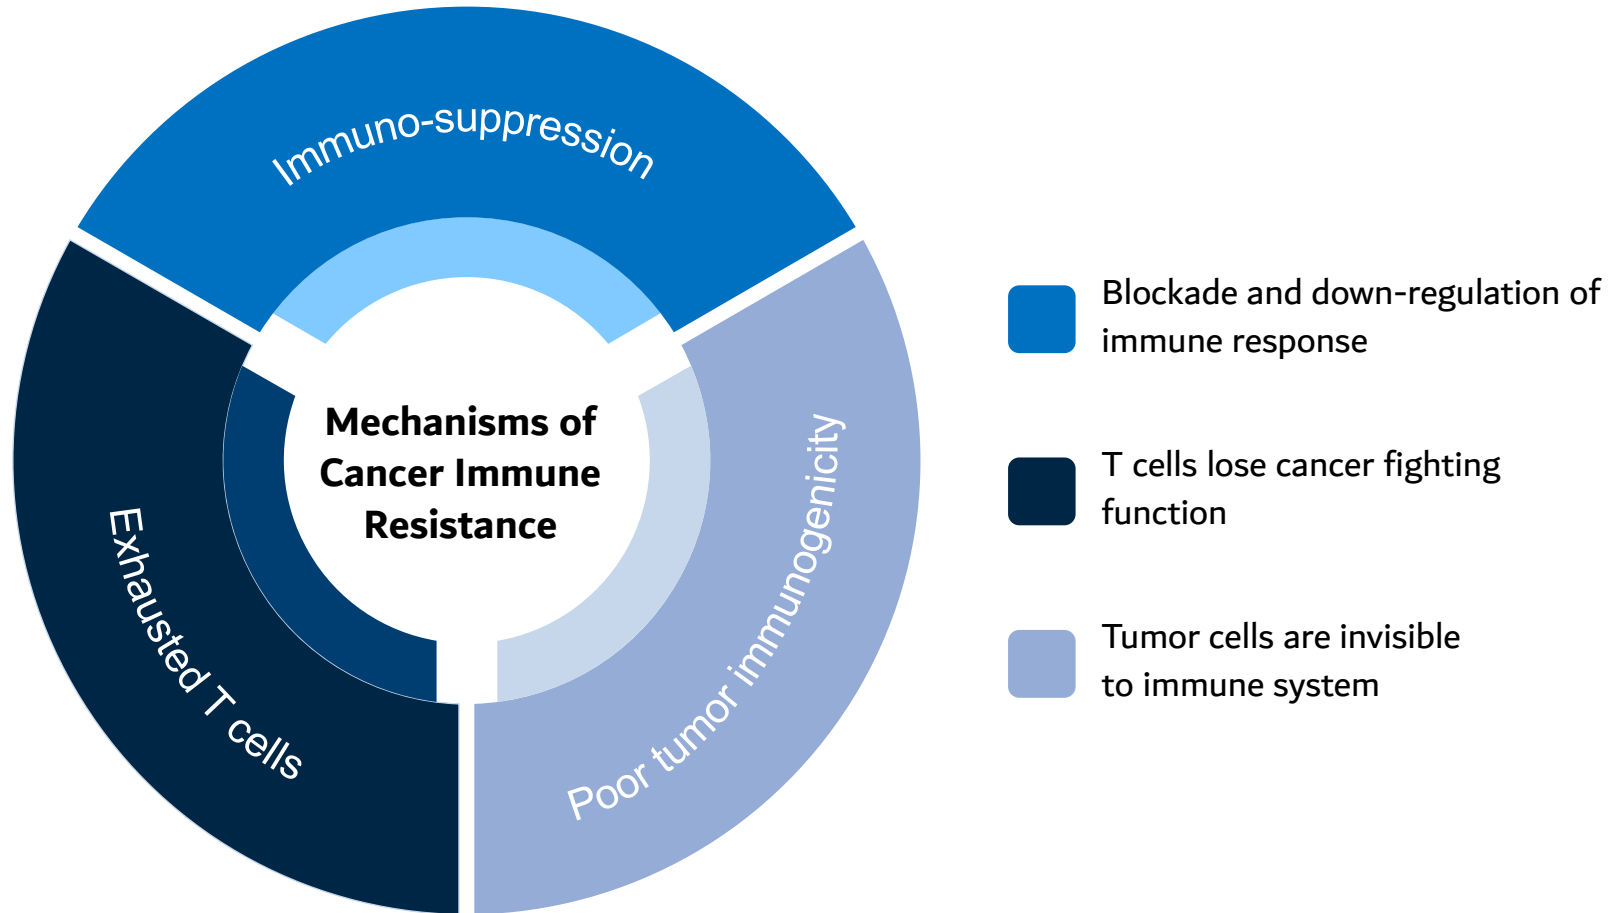 Immuno-suppression
Mechanisms of
Cancer Immune
Resistance
Exhausted T cells
Poor tumor immunogenicity
Blockade and down-regulation of
immune response
T cells lose cancer fighting
function
Tumor cells are invisible
to immune system